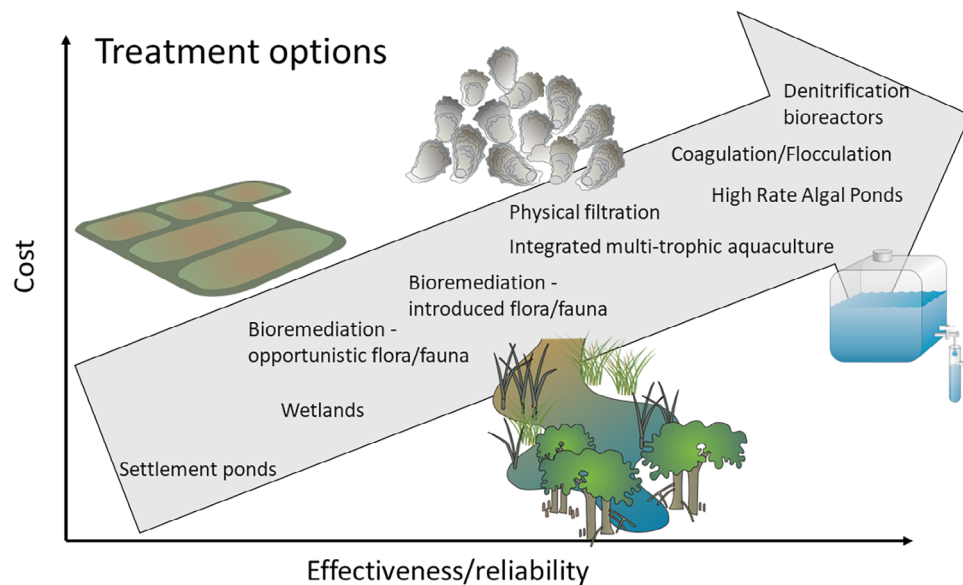 Treatment options
Denitrification
bioreactors
Coagulation/Flocculation
High Rate Algal Ponds
Physical filtration
Integrated multi-trophic aquaculture
Bioremediation -
introduced flora/fauna
Bioremediation -
opportunistic flora/fauna
Wetlands
Settlement ponds
Cost
Effectiveness/reliability